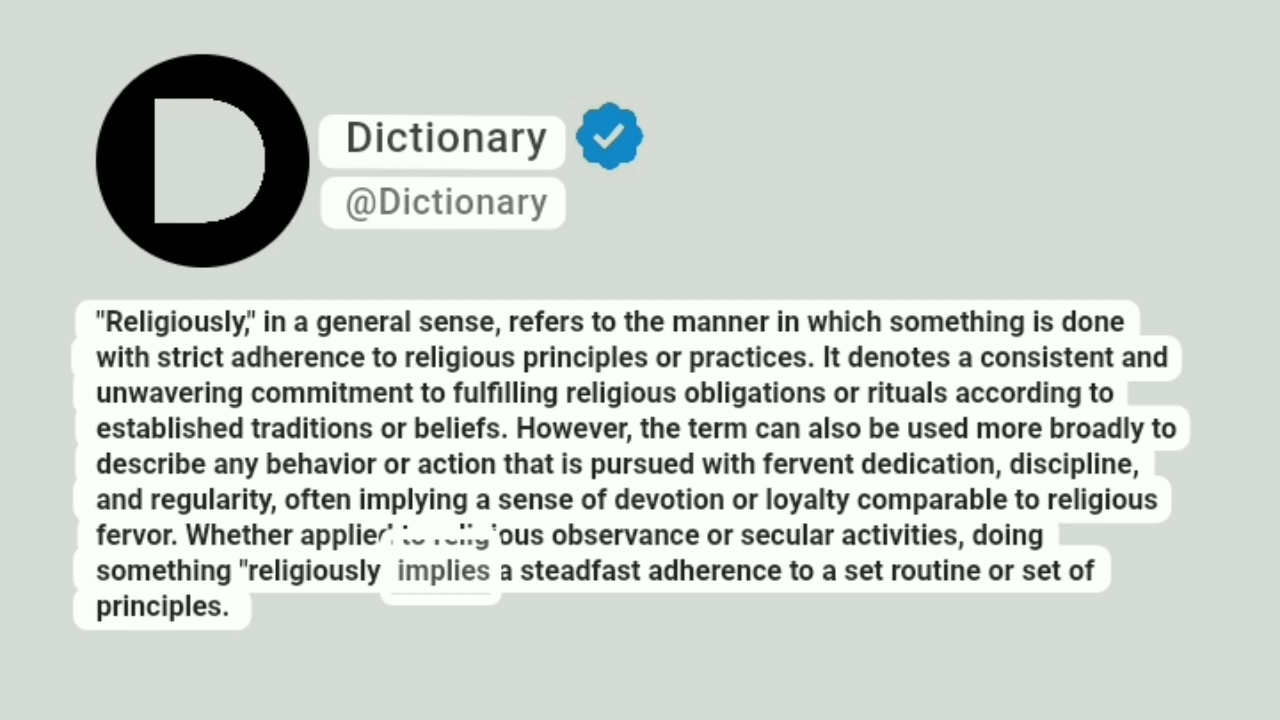 D
Dictionary
@Dictionary
"Religiously," in a general sense, refers to the manner in which something is done
with strict adherence to religious principles or practices. It denotes a consistent and
unwavering commitment to fulfilling religious obligations or rituals according to
established traditions or beliefs. However, the term can also be used more broadly to
describe any behavior or action that is pursued with fervent dedication, discipline,
and regularity, often implying a sense of devotion or loyalty comparable to religious
fervor. Whether applied to religious observance or secular activities, doing
something "religiously implies a steadfast adherence to a set routine or set of
principles.